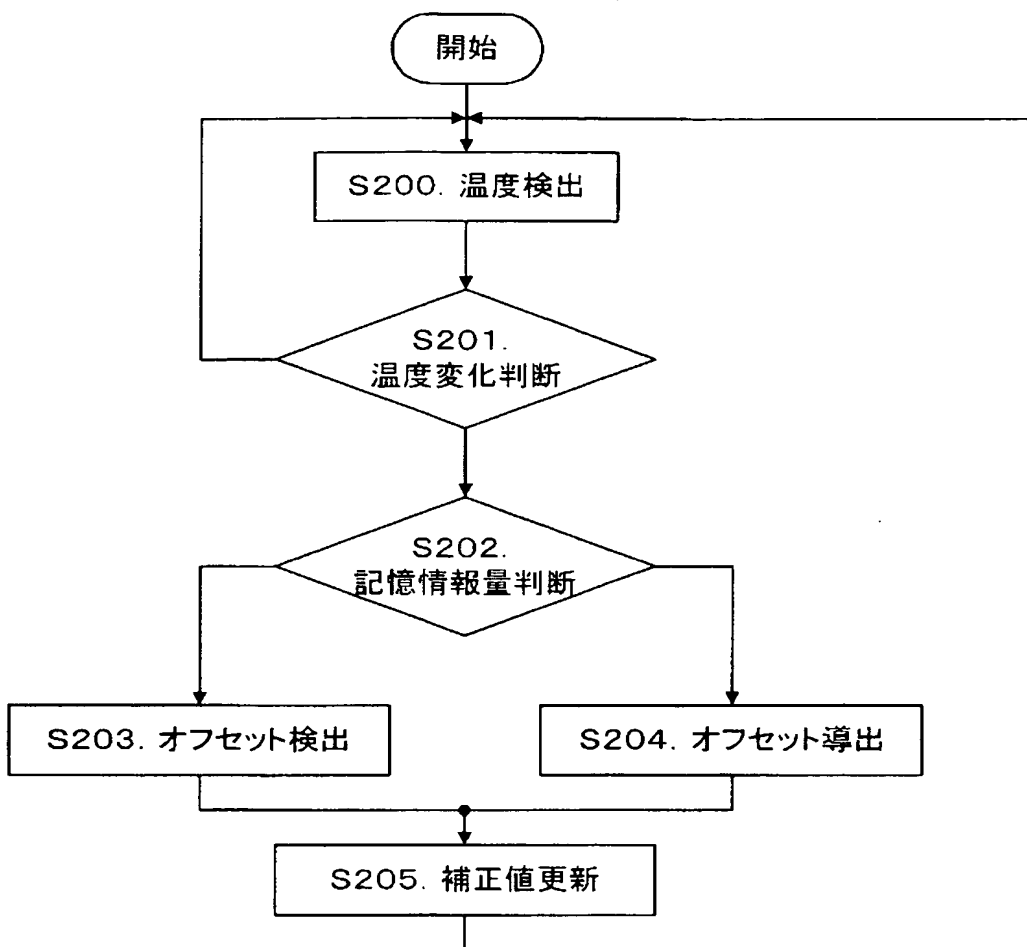 開始
S200. 温度検出
S201.
温度変化判断
S202.
記憶情報量判断
S203. オフセット検出
S204. オフセット導出
S205. 補正値更新